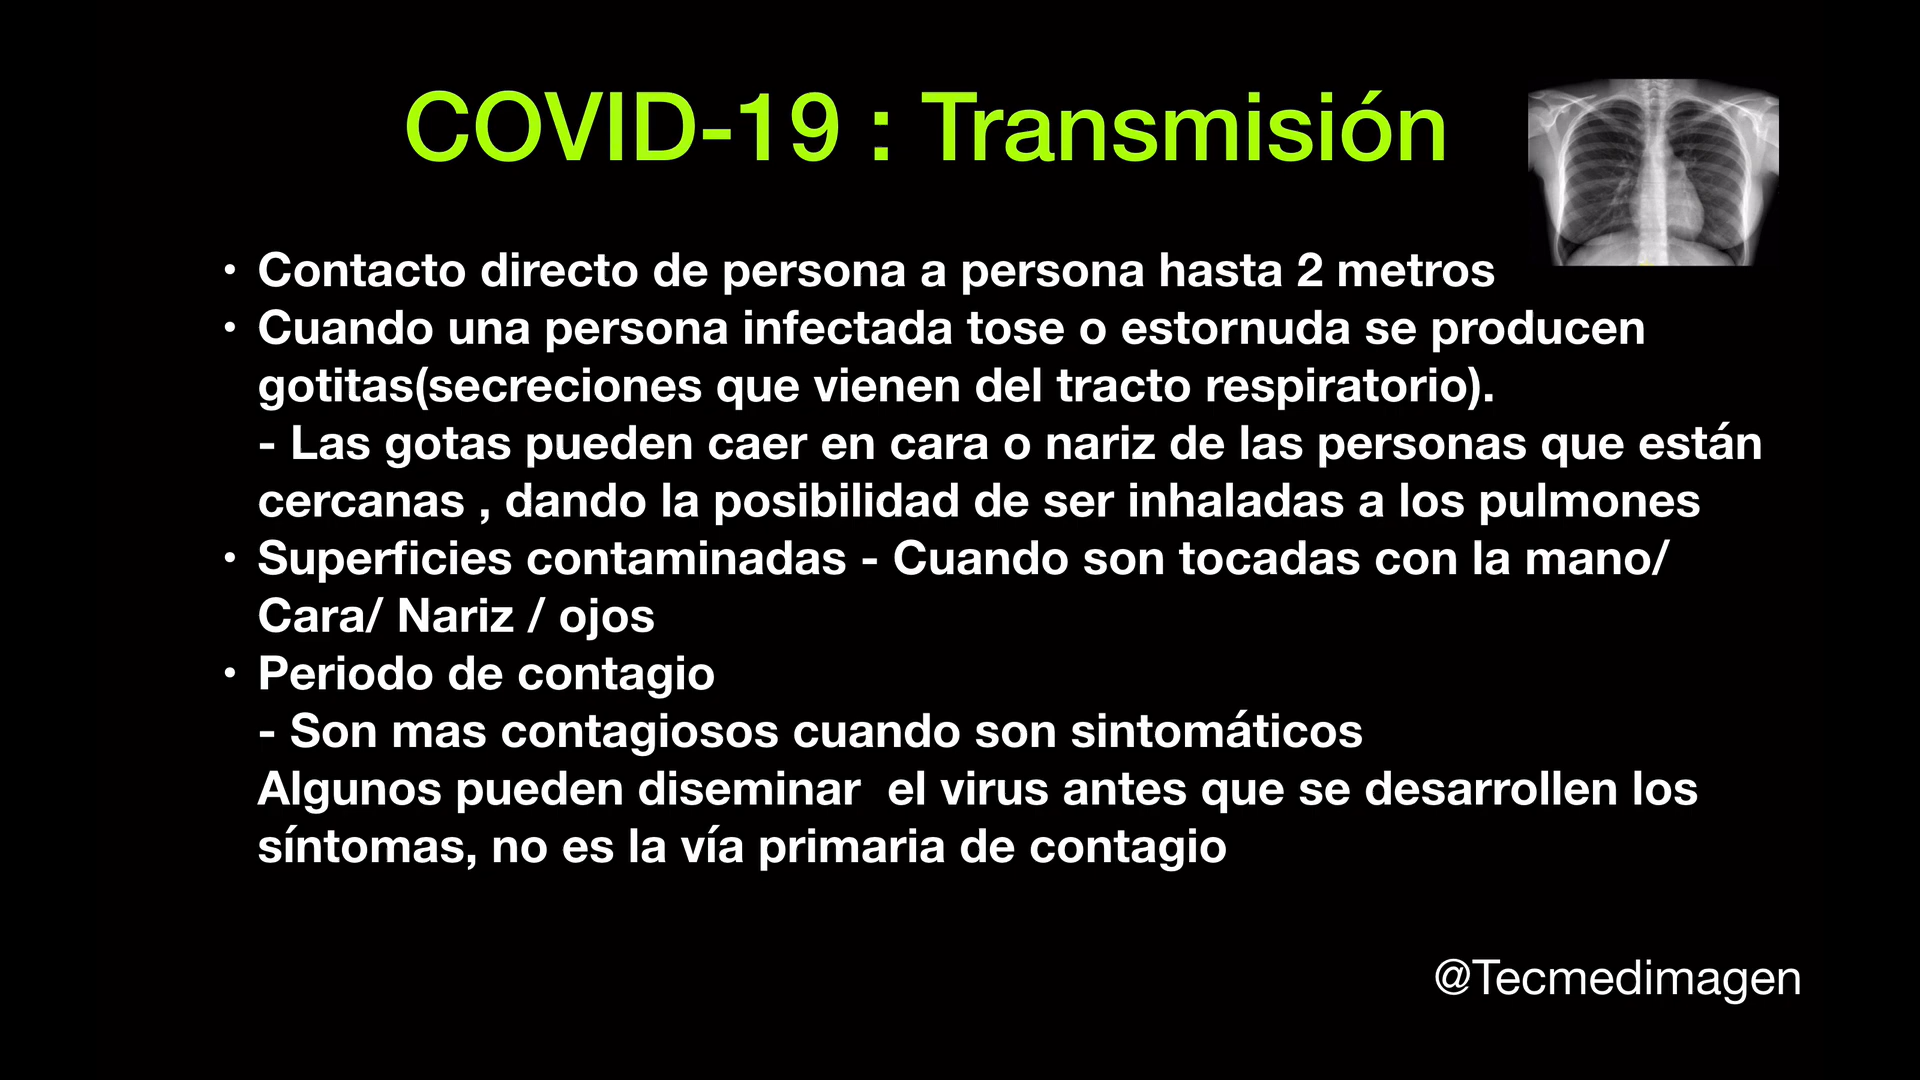 COVID-19 : Transmisión
• Contacto directo de persona a persona hasta 2 metros
• Cuando una persona infectada tose o estornuda se producen
gotitas(secreciones que vienen del tracto respiratorio).
- Las gotas pueden caer en cara o nariz de las personas que están
cercanas , dando la posibilidad de ser inhaladas a los pulmones
• Superficies contaminadas - Cuando son tocadas con la mano/
Cara/ Nariz / ojos
• Periodo de contagio
- Son mas contagiosos cuando son sintomáticos
Algunos pueden diseminar  el virus antes que se desarrollen los
síntomas, no es la vía primaria de contagio
@Tecmedimagen